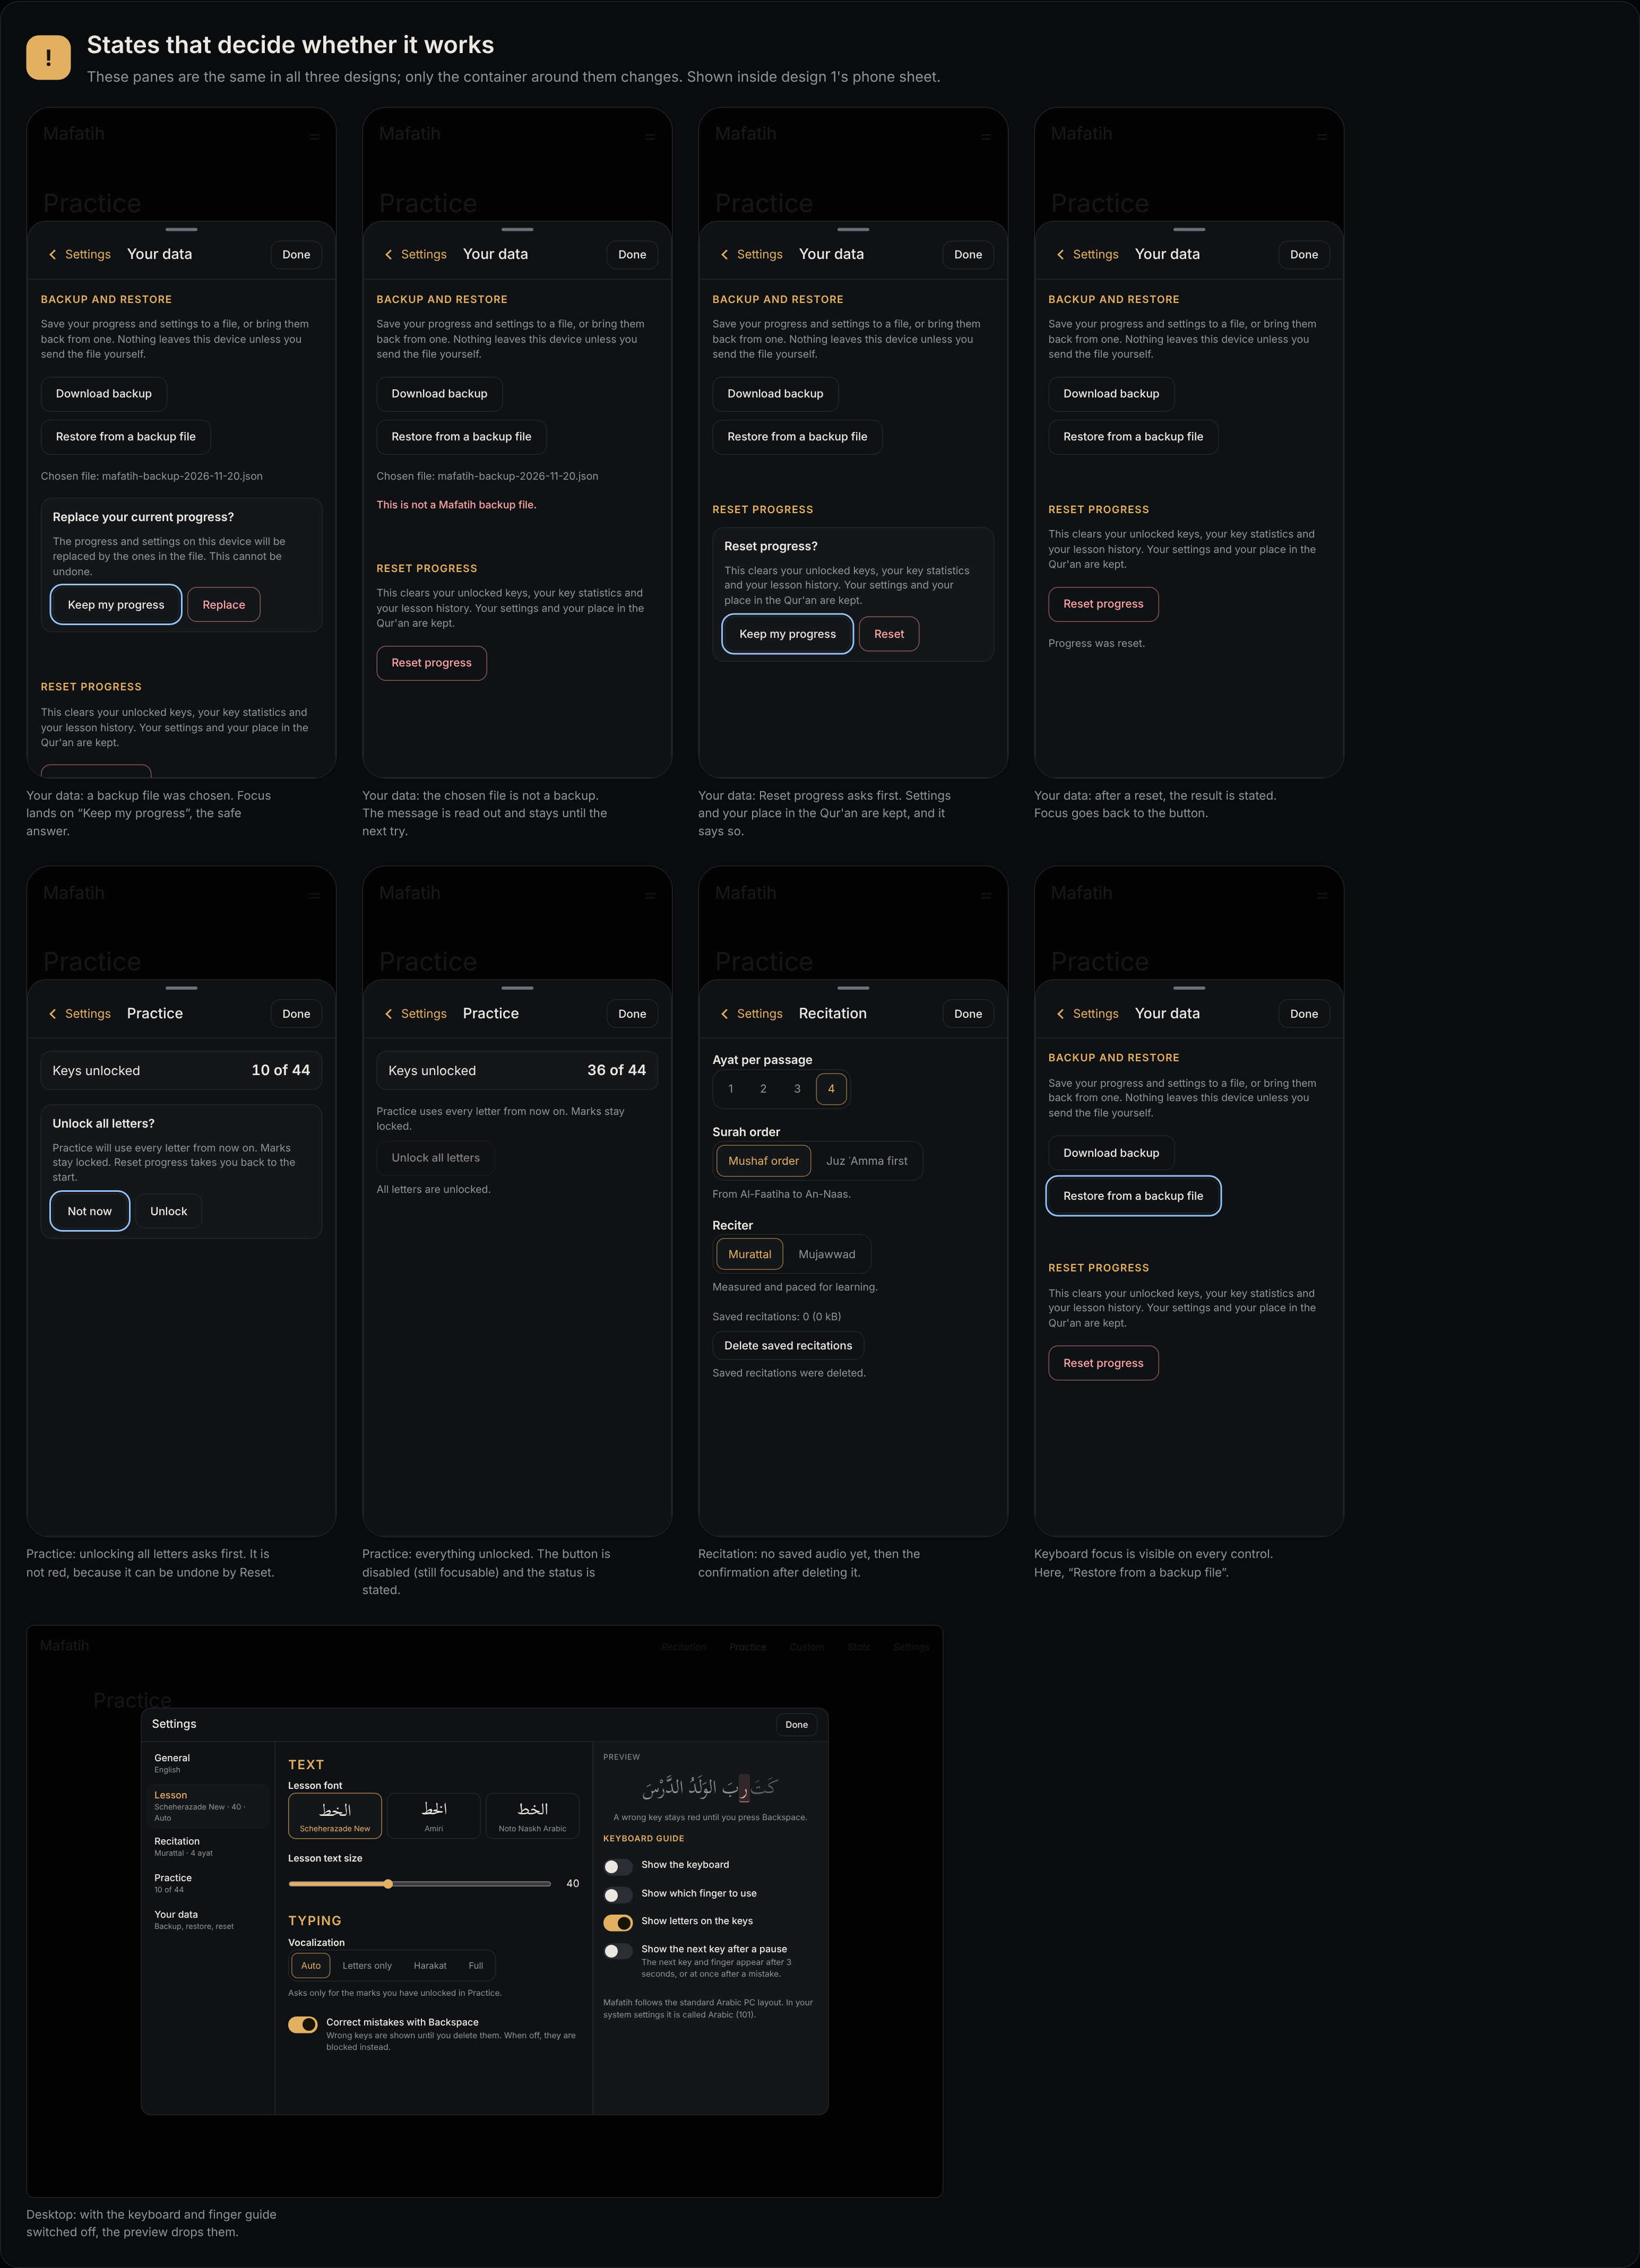 !
States that decide whether it works
These panes are the same in all three designs; only the container around them changes. Shown inside design 1's phone sheet.
Mafatih
Practice
Settings
Your data
Done
BACKUP AND RESTORE
Save your progress and settings to a file, or bring them
back from one. Nothing leaves this device unless you
send the file yourself.
Download backup
Restore from a backup file
Chosen file: mafatih-backup-2026-11-20.json
Replace your current progress?
The progress and settings on this device will be
replaced by the ones in the file. This cannot be
undone.
Keep my progress
Replace
RESET PROGRESS
This clears your unlocked keys, your key statistics and
your lesson history. Your settings and your place in the
Qur'an are kept.
Your data: a backup file was chosen. Focus
lands on “Keep my progress”, the safe
answer.
Mafatih
Practice
Settings
Your data
Done
BACKUP AND RESTORE
Save your progress and settings to a file, or bring them
back from one. Nothing leaves this device unless you
send the file yourself.
Download backup
Restore from a backup file
Chosen file: mafatih-backup-2026-11-20.json
This is not a Mafatih backup file.
RESET PROGRESS
This clears your unlocked keys, your key statistics and
your lesson history. Your settings and your place in the
Qur'an are kept.
Reset progress
Your data: the chosen file is not a backup.
The message is read out and stays until the
next try.
Mafatih
Practice
Settings
Your data
Done
BACKUP AND RESTORE
Save your progress and settings to a file, or bring them
back from one. Nothing leaves this device unless you
send the file yourself.
Download backup
Restore from a backup file
RESET PROGRESS
Reset progress?
This clears your unlocked keys, your key statistics
and your lesson history. Your settings and your
place in the Qur'an are kept.
Keep my progress
Reset
Your data: Reset progress asks first. Settings
and your place in the Qur'an are kept, and it
says so.
Mafatih
Practice
Settings
Your data
Done
BACKUP AND RESTORE
Save your progress and settings to a file, or bring them
back from one. Nothing leaves this device unless you
send the file yourself.
Download backup
Restore from a backup file
RESET PROGRESS
This clears your unlocked keys, your key statistics and
your lesson history. Your settings and your place in the
Qur'an are kept.
Reset progress
Progress was reset.
Your data: after a reset, the result is stated.
Focus goes back to the button.
Mafatih
Practice
Settings
Practice
Done
Keys unlocked
10 of 44
Unlock all letters?
Practice will use every letter from now on. Marks
stay locked. Reset progress takes you back to the
start.
Not now
Unlock
Practice: unlocking all letters asks first. It is
not red, because it can be undone by Reset.
Mafatih
Practice
Settings
Practice
Done
Keys unlocked
36 of 44
Practice uses every letter from now on. Marks stay
locked.
Unlock all letters
All letters are unlocked.
Practice: everything unlocked. The button is
disabled (still focusable) and the status is
stated.
Mafatih
Practice
Settings
Recitation
Done
Ayat per passage
1 2 3 4
Surah order
Mushaf order
Juz ʿAmma first
From Al-Faatiha to An-Naas.
Reciter
Murattal
Mujawwad
Measured and paced for learning.
Saved recitations: 0 (0 kB)
Delete saved recitations
Saved recitations were deleted.
Recitation: no saved audio yet, then the
confirmation after deleting it.
Mafatih
Practice
Settings
Your data
Done
BACKUP AND RESTORE
Save your progress and settings to a file, or bring them
back from one. Nothing leaves this device unless you
send the file yourself.
Download backup
Restore from a backup file
RESET PROGRESS
This clears your unlocked keys, your key statistics and
your lesson history. Your settings and your place in the
Qur'an are kept.
Reset progress
Keyboard focus is visible on every control.
Here, “Restore from a backup file”.
Mafatih
Recitation Practice Custom Stats Settings
Practice
Settings
Done
General
English
Lesson
Scheherazade New · 40 ·
Auto
Recitation
Murattal · 4 ayat
Practice
10 of 44
Your data
Backup, restore, reset
TEXT
Lesson font
الخط
Scheherazade New
الخط
Amiri
الخط
Noto Naskh Arabic
Lesson text size
40
TYPING
Vocalization
Auto
Letters only
Harakat
Full
Asks only for the marks you have unlocked in Practice.
Correct mistakes with Backspace
Wrong keys are shown until you delete them. When off, they are
blocked instead.
PREVIEW
كَتَرَبَ الوَلَدُ الدَّرْسَ
A wrong key stays red until you press Backspace.
KEYBOARD GUIDE
Show the keyboard
Show which finger to use
Show letters on the keys
Show the next key after a pause
The next key and finger appear after 3
seconds, or at once after a mistake.
Mafatih follows the standard Arabic PC layout. In your
system settings it is called Arabic (101).
Desktop: with the keyboard and finger guide
switched off, the preview drops them.